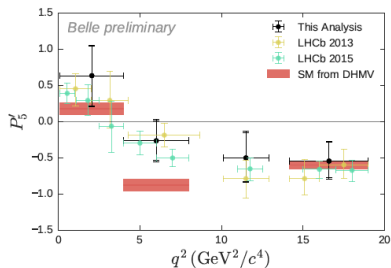 Belle preliminary
This Analysis
LHCb 2013
LHCb 2015
SM from DHMV
1.5
1.0
0.5
0.0
−0.5
−1.0
−1.5
P′5
0 5 10 15 20
q² (GeV²/c⁴)